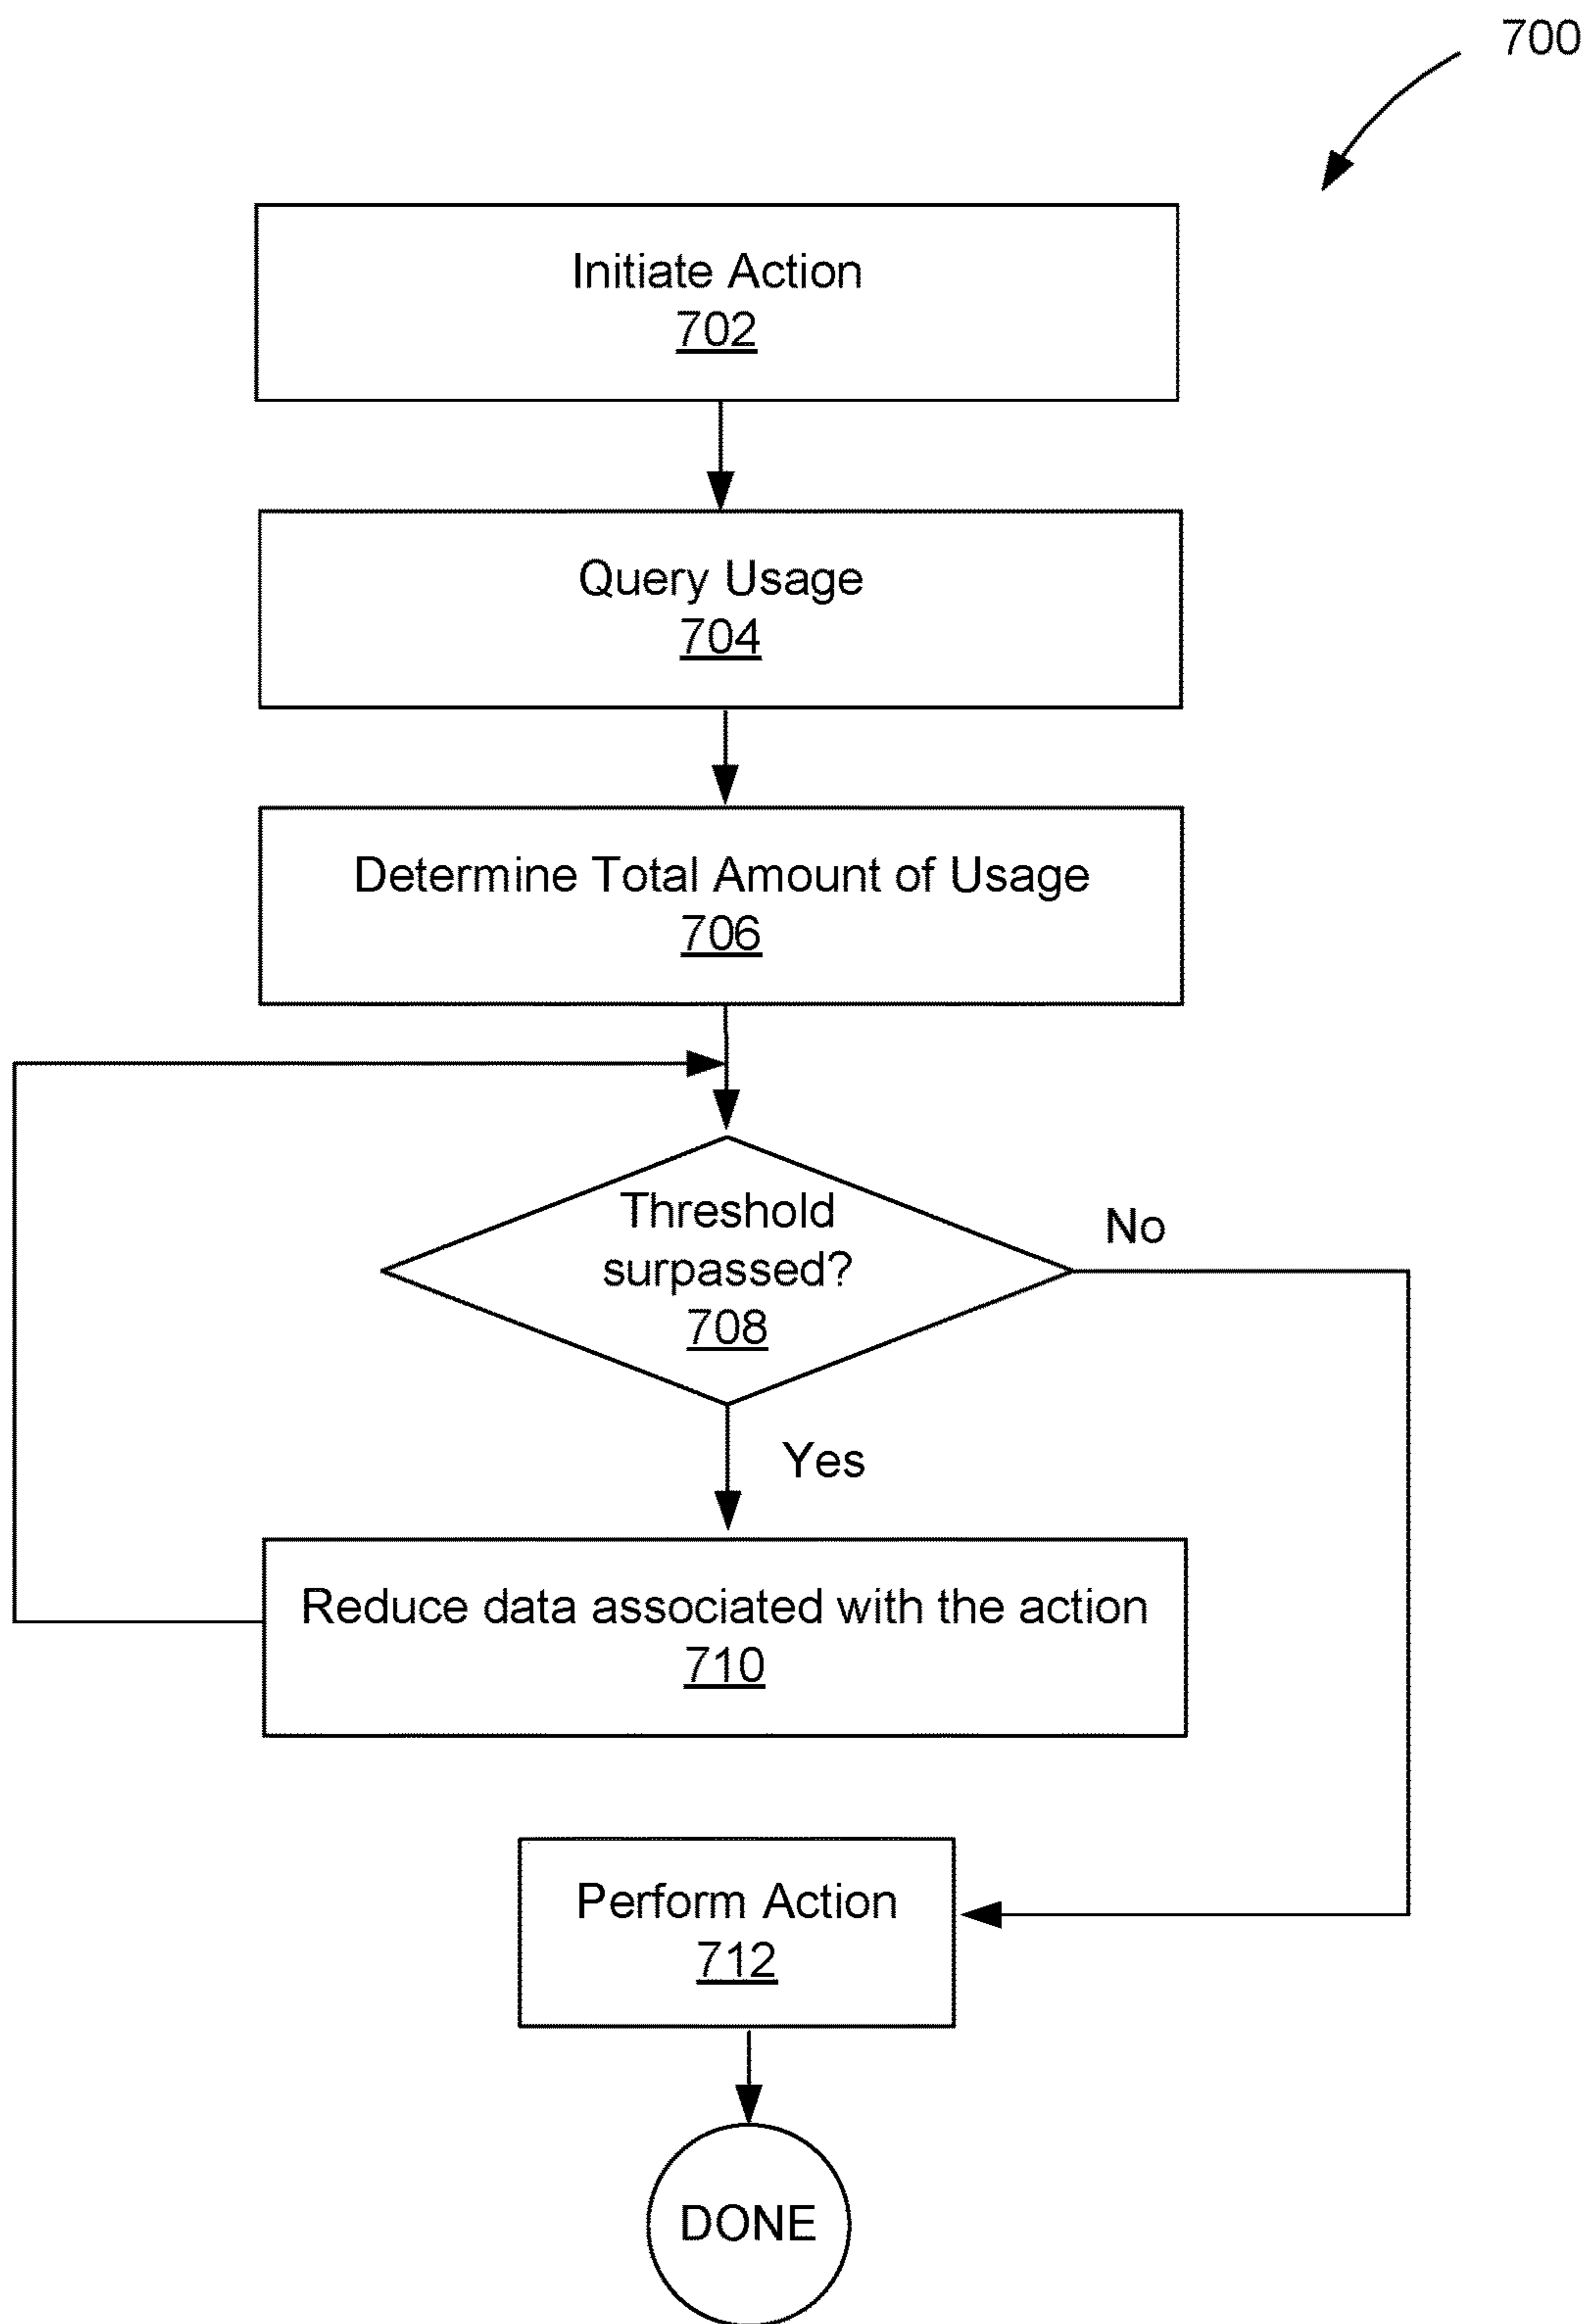 700
Initiate Action
702
Query Usage
704
Determine Total Amount of Usage
706
Threshold
surpassed?
708
No
Yes
Reduce data associated with the action
710
Perform Action
712
DONE